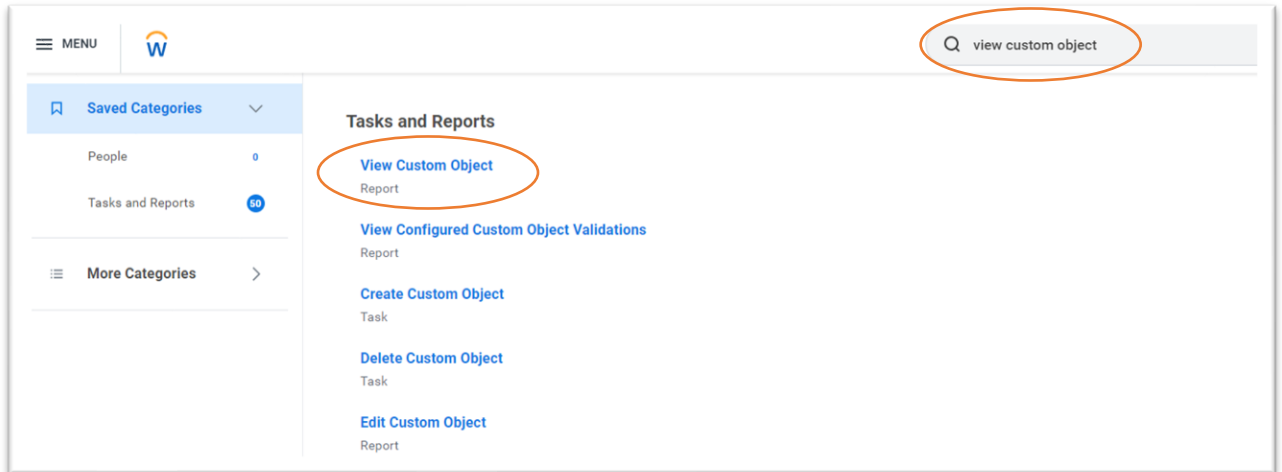 MENU
view custom object
Saved Categories
People 0
Tasks and Reports 50
More Categories
Tasks and Reports
View Custom Object
Report
View Configured Custom Object Validations
Report
Create Custom Object
Task
Delete Custom Object
Task
Edit Custom Object
Report